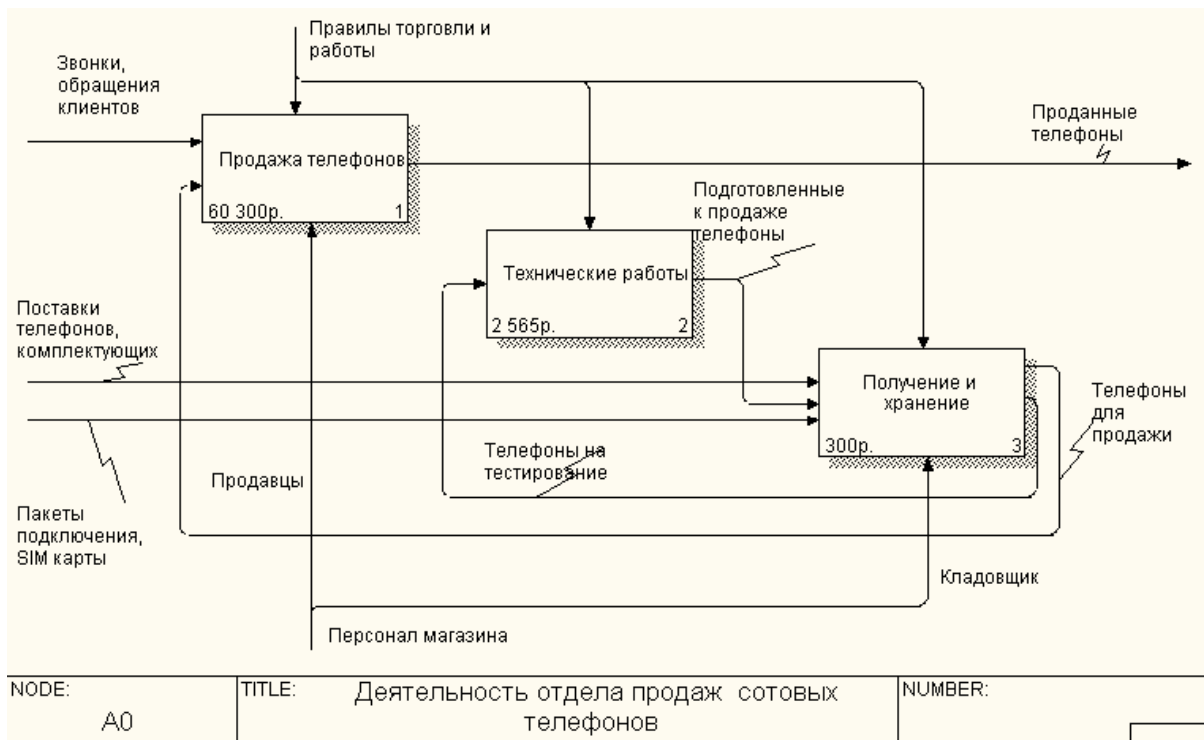 Правилы торговли и
работы
Звонки,
обращения
клиентов
Проданные
телефоны
Продажа телефонов
60 300р. 1
Подготовленные
к продаже
телефоны
Технические работы
2 565р. 2
Поставки
телефонов,
комплектующих
Получение и
хранение
300р. 3
Телефоны
для
продажи
Телефоны на
тестирование
Продавцы
Пакеты
подключения,
SIM карты
Кладовщик
Персонал магазина
NODE: TITLE: Деятельность отдела продаж сотовых NUMBER:
A0 телефонов